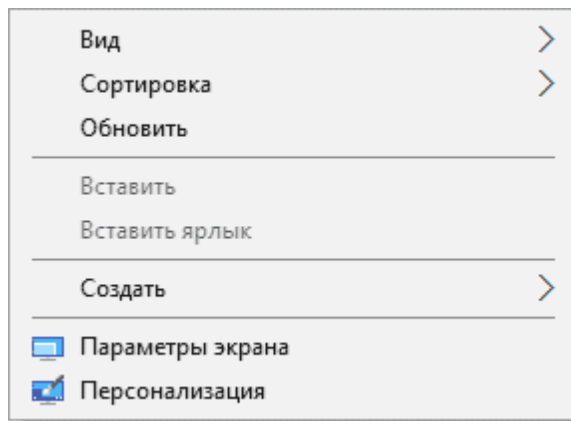 Вид
Сортировка
Обновить
Вставить
Вставить ярлык
Создать
Параметры экрана
Персонализация